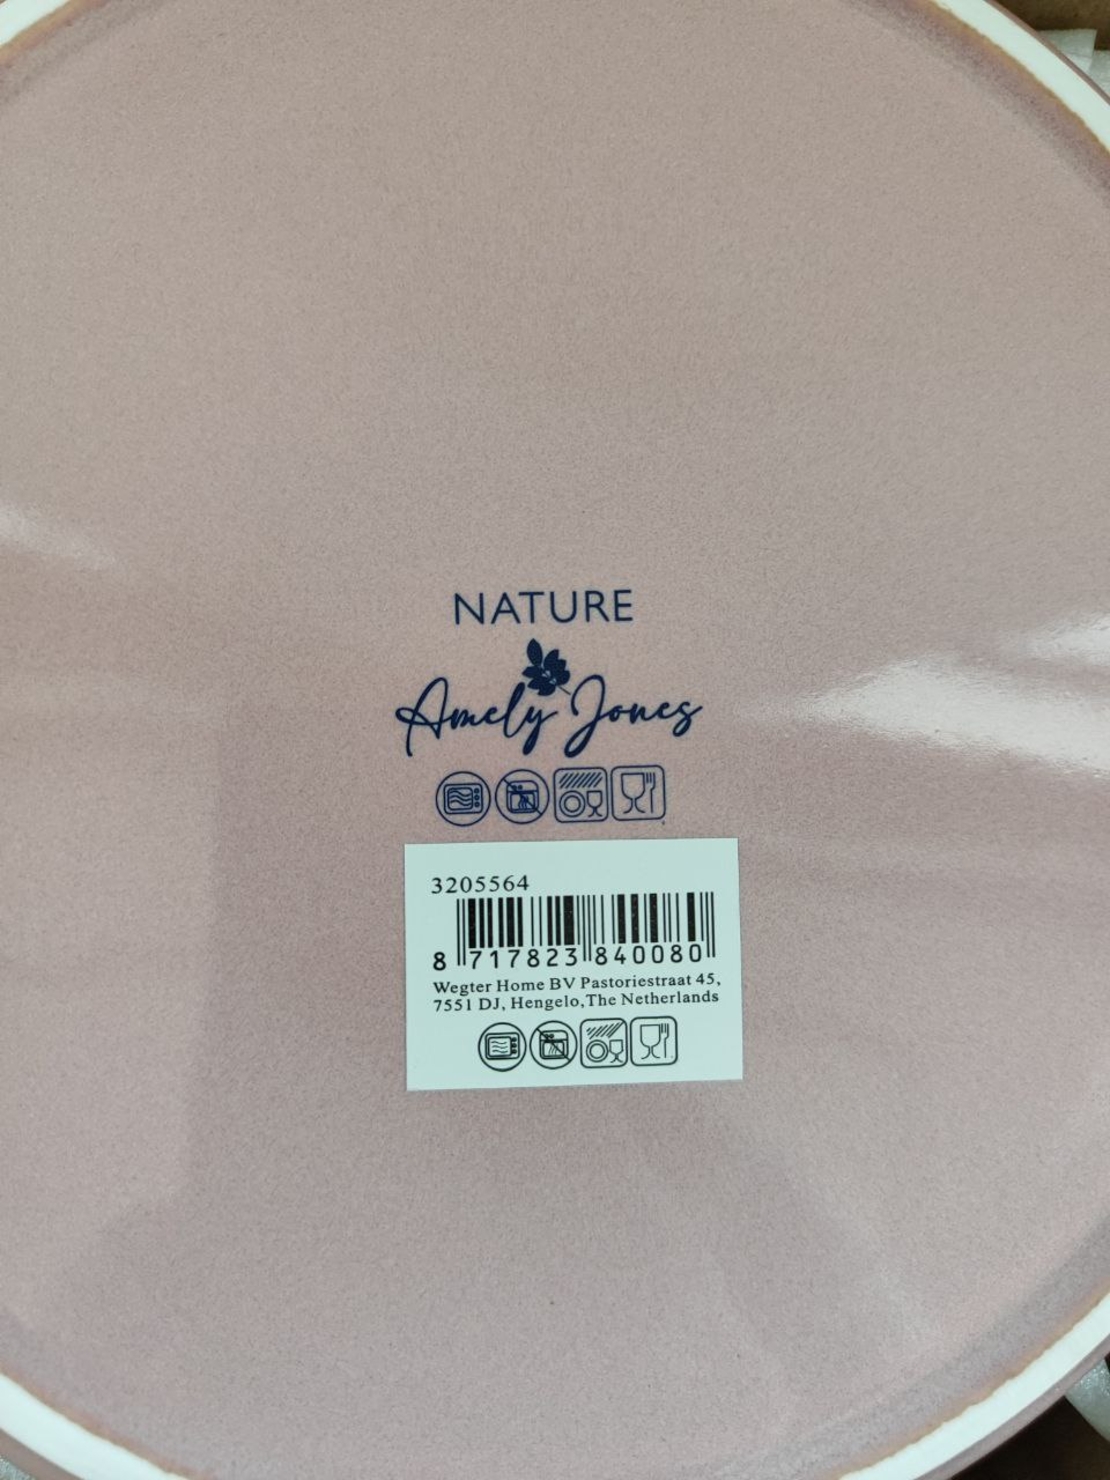 NATURE
Amely Jones
3205564
8 717823 840080
Wegter Home BV Pastoriestraat 45,
7551 DJ, Hengelo,The Netherlands